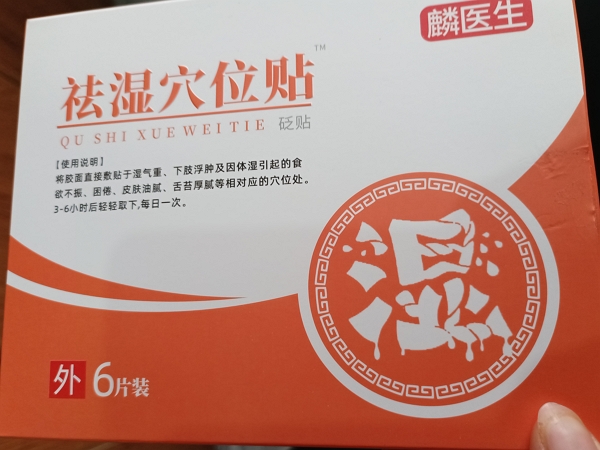 麟医生
祛湿穴位贴™
QU SHI XUE WEI TIE 砭贴
【使用说明】
将胶面直接敷贴于湿气重、下肢浮肿及因体湿引起的食
欲不振、困倦、皮肤油腻、舌苔厚腻等相对应的穴位处。
3-6小时后轻轻取下,每日一次。
湿
外 6片装